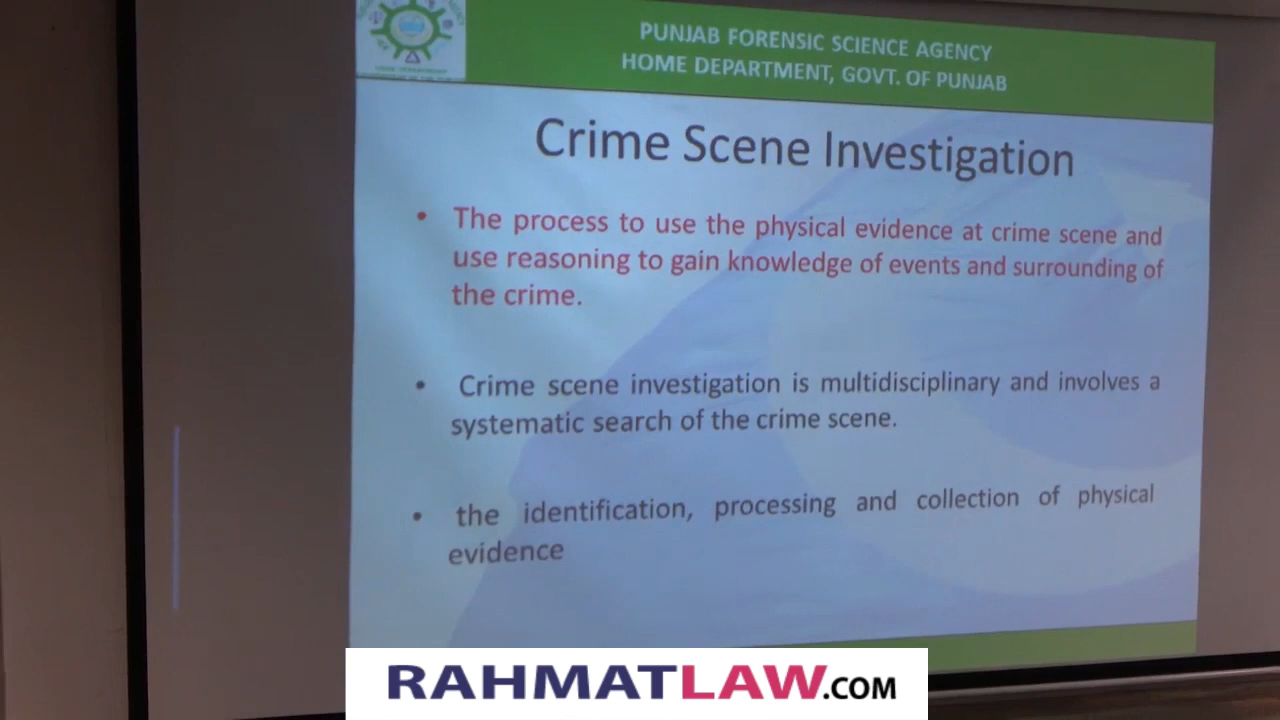 PUNJAB FORENSIC SCIENCE AGENCY
HOME DEPARTMENT, GOVT. OF PUNJAB
Crime Scene Investigation
• The process to use the physical evidence at crime scene and
use reasoning to gain knowledge of events and surrounding of
the crime.
• Crime scene investigation is multidisciplinary and involves a
systematic search of the crime scene.
• the identification, processing and collection of physical
evidence
RAHMATLAW.COM